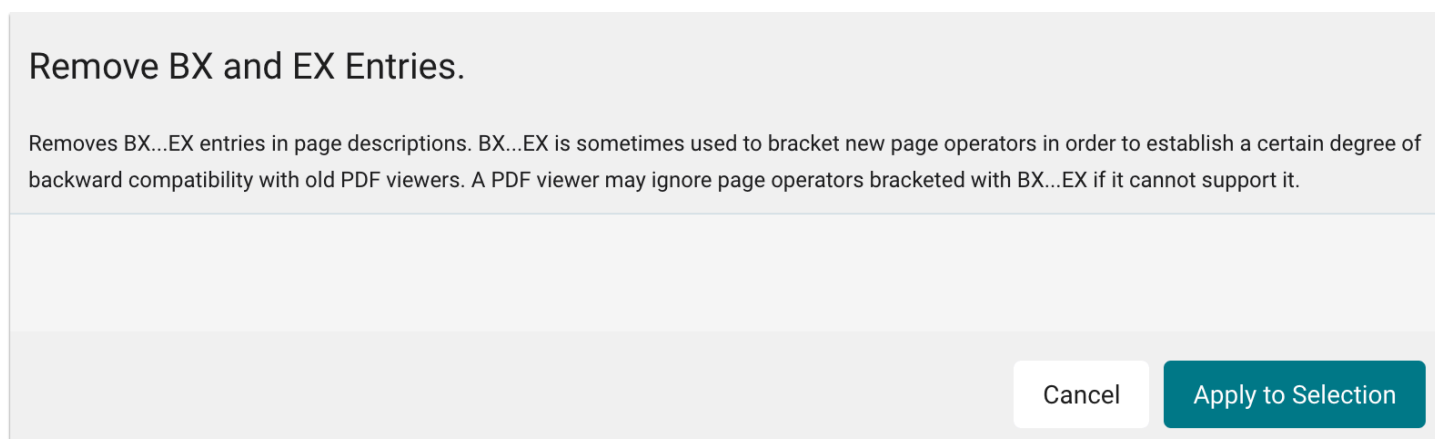 Remove BX and EX Entries.
Removes BX...EX entries in page descriptions. BX...EX is sometimes used to bracket new page operators in order to establish a certain degree of
backward compatibility with old PDF viewers. A PDF viewer may ignore page operators bracketed with BX...EX if it cannot support it.
Cancel
Apply to Selection